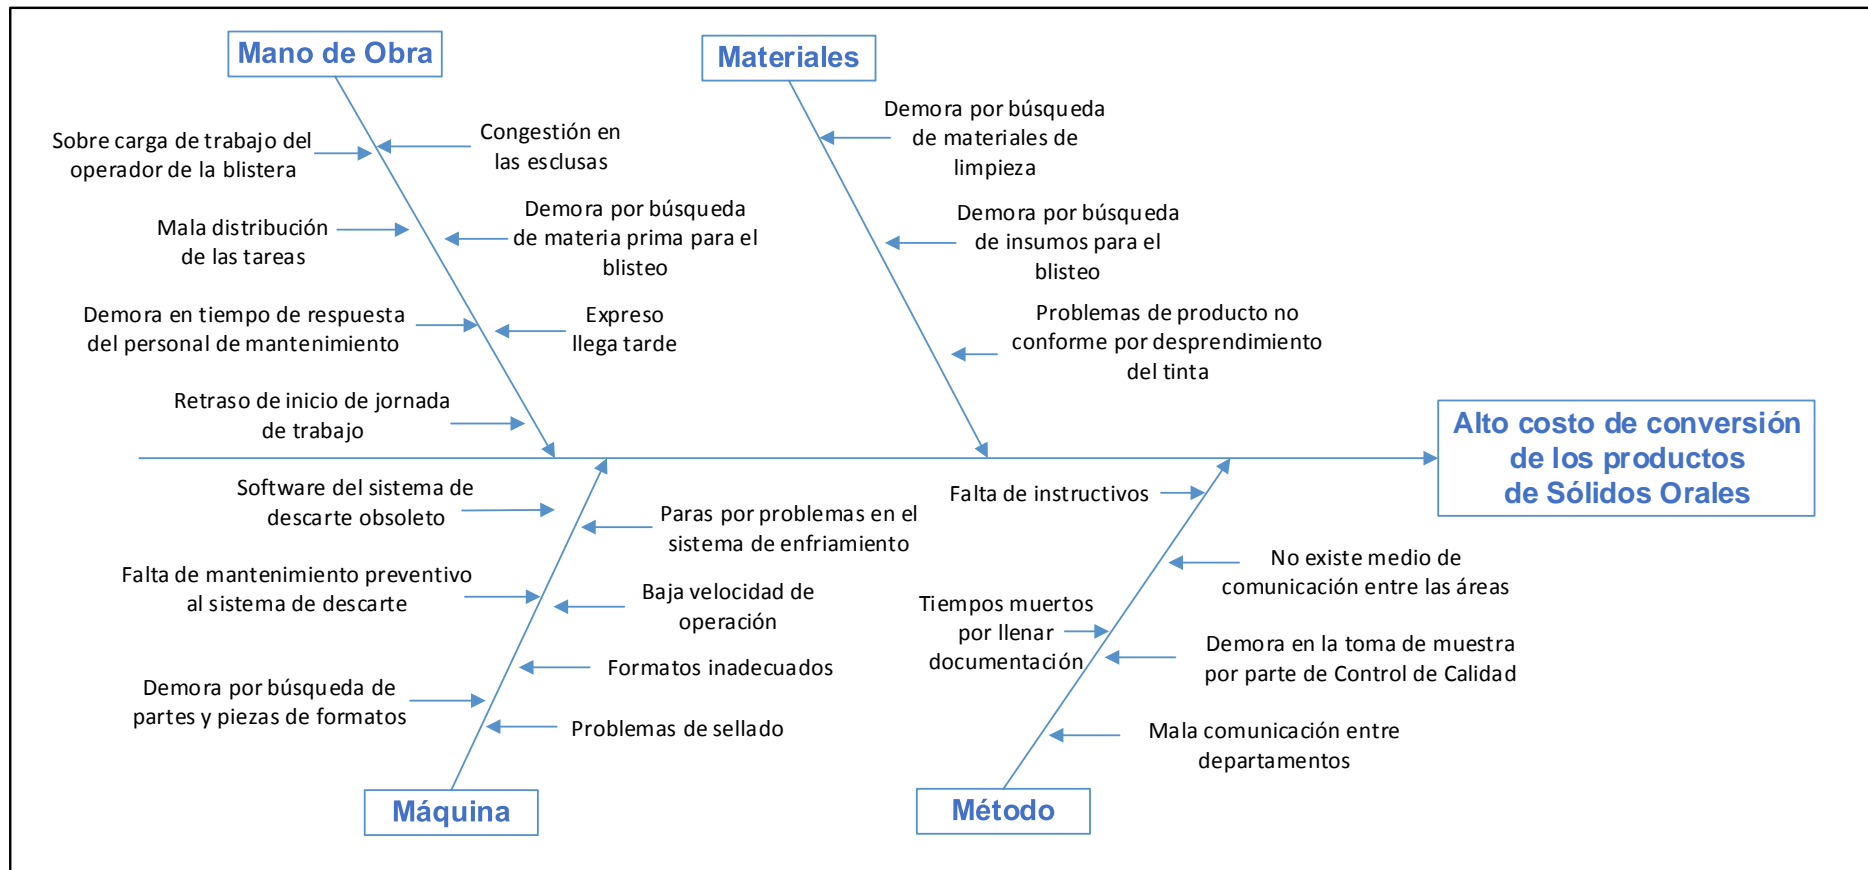 Mano de Obra
Sobre carga de trabajo del
operador de la blistera
Congestión en
las esclusas
Mala distribución
de las tareas
Demora por búsqueda
de materia prima para el
blisteo
Demora en tiempo de respuesta
del personal de mantenimiento
Expreso
llega tarde
Retraso de inicio de jornada
de trabajo
Materiales
Demora por búsqueda
de materiales de
limpieza
Demora por búsqueda
de insumos para el
blisteo
Problemas de producto no
conforme por desprendimiento
del tinta
Alto costo de conversión
de los productos
de Sólidos Orales
Software del sistema de
descarte obsoleto
Paras por problemas en el
sistema de enfriamiento
Falta de mantenimiento preventivo
al sistema de descarte
Baja velocidad de
operación
Formatos inadecuados
Demora por búsqueda de
partes y piezas de formatos
Problemas de sellado
Máquina
Falta de instructivos
No existe medio de
comunicación entre las áreas
Tiempos muertos
por llenar
documentación
Demora en la toma de muestra
por parte de Control de Calidad
Mala comunicación entre
departamentos
Método